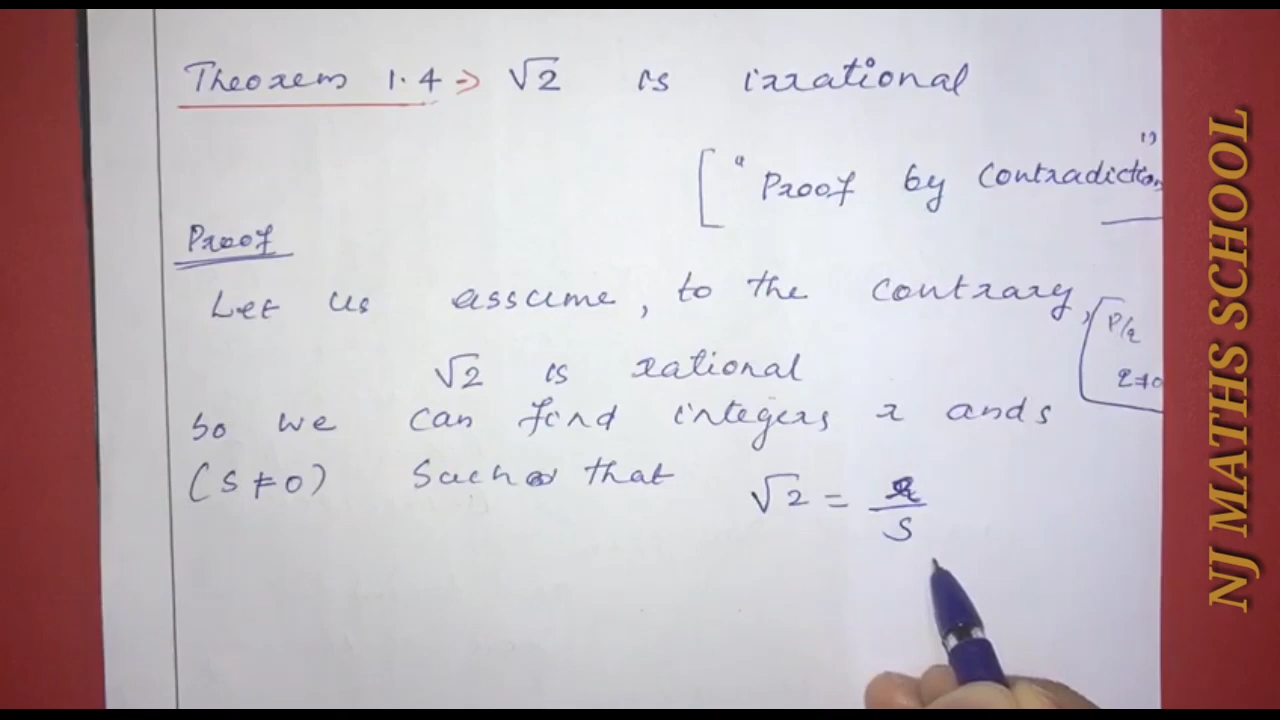 Theorem 1.4 => √2 is irrational
[ "Proof by Contradiction"
Proof
Let us assume, to the contrary,
p/q
√2 is rational
q≠0
So we can find integers r and s
(s ≠ 0) Such that √2 = r/s
NJ MATHS SCHOOL